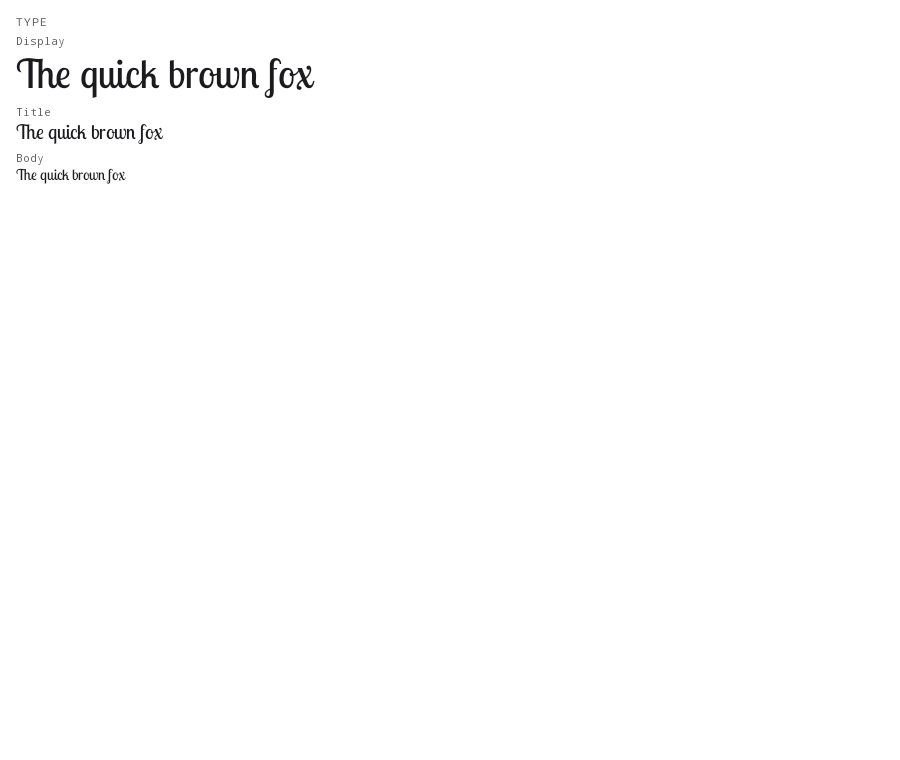 TYPE
Display
The quick brown fox
Title
The quick brown fox
Body
The quick brown fox